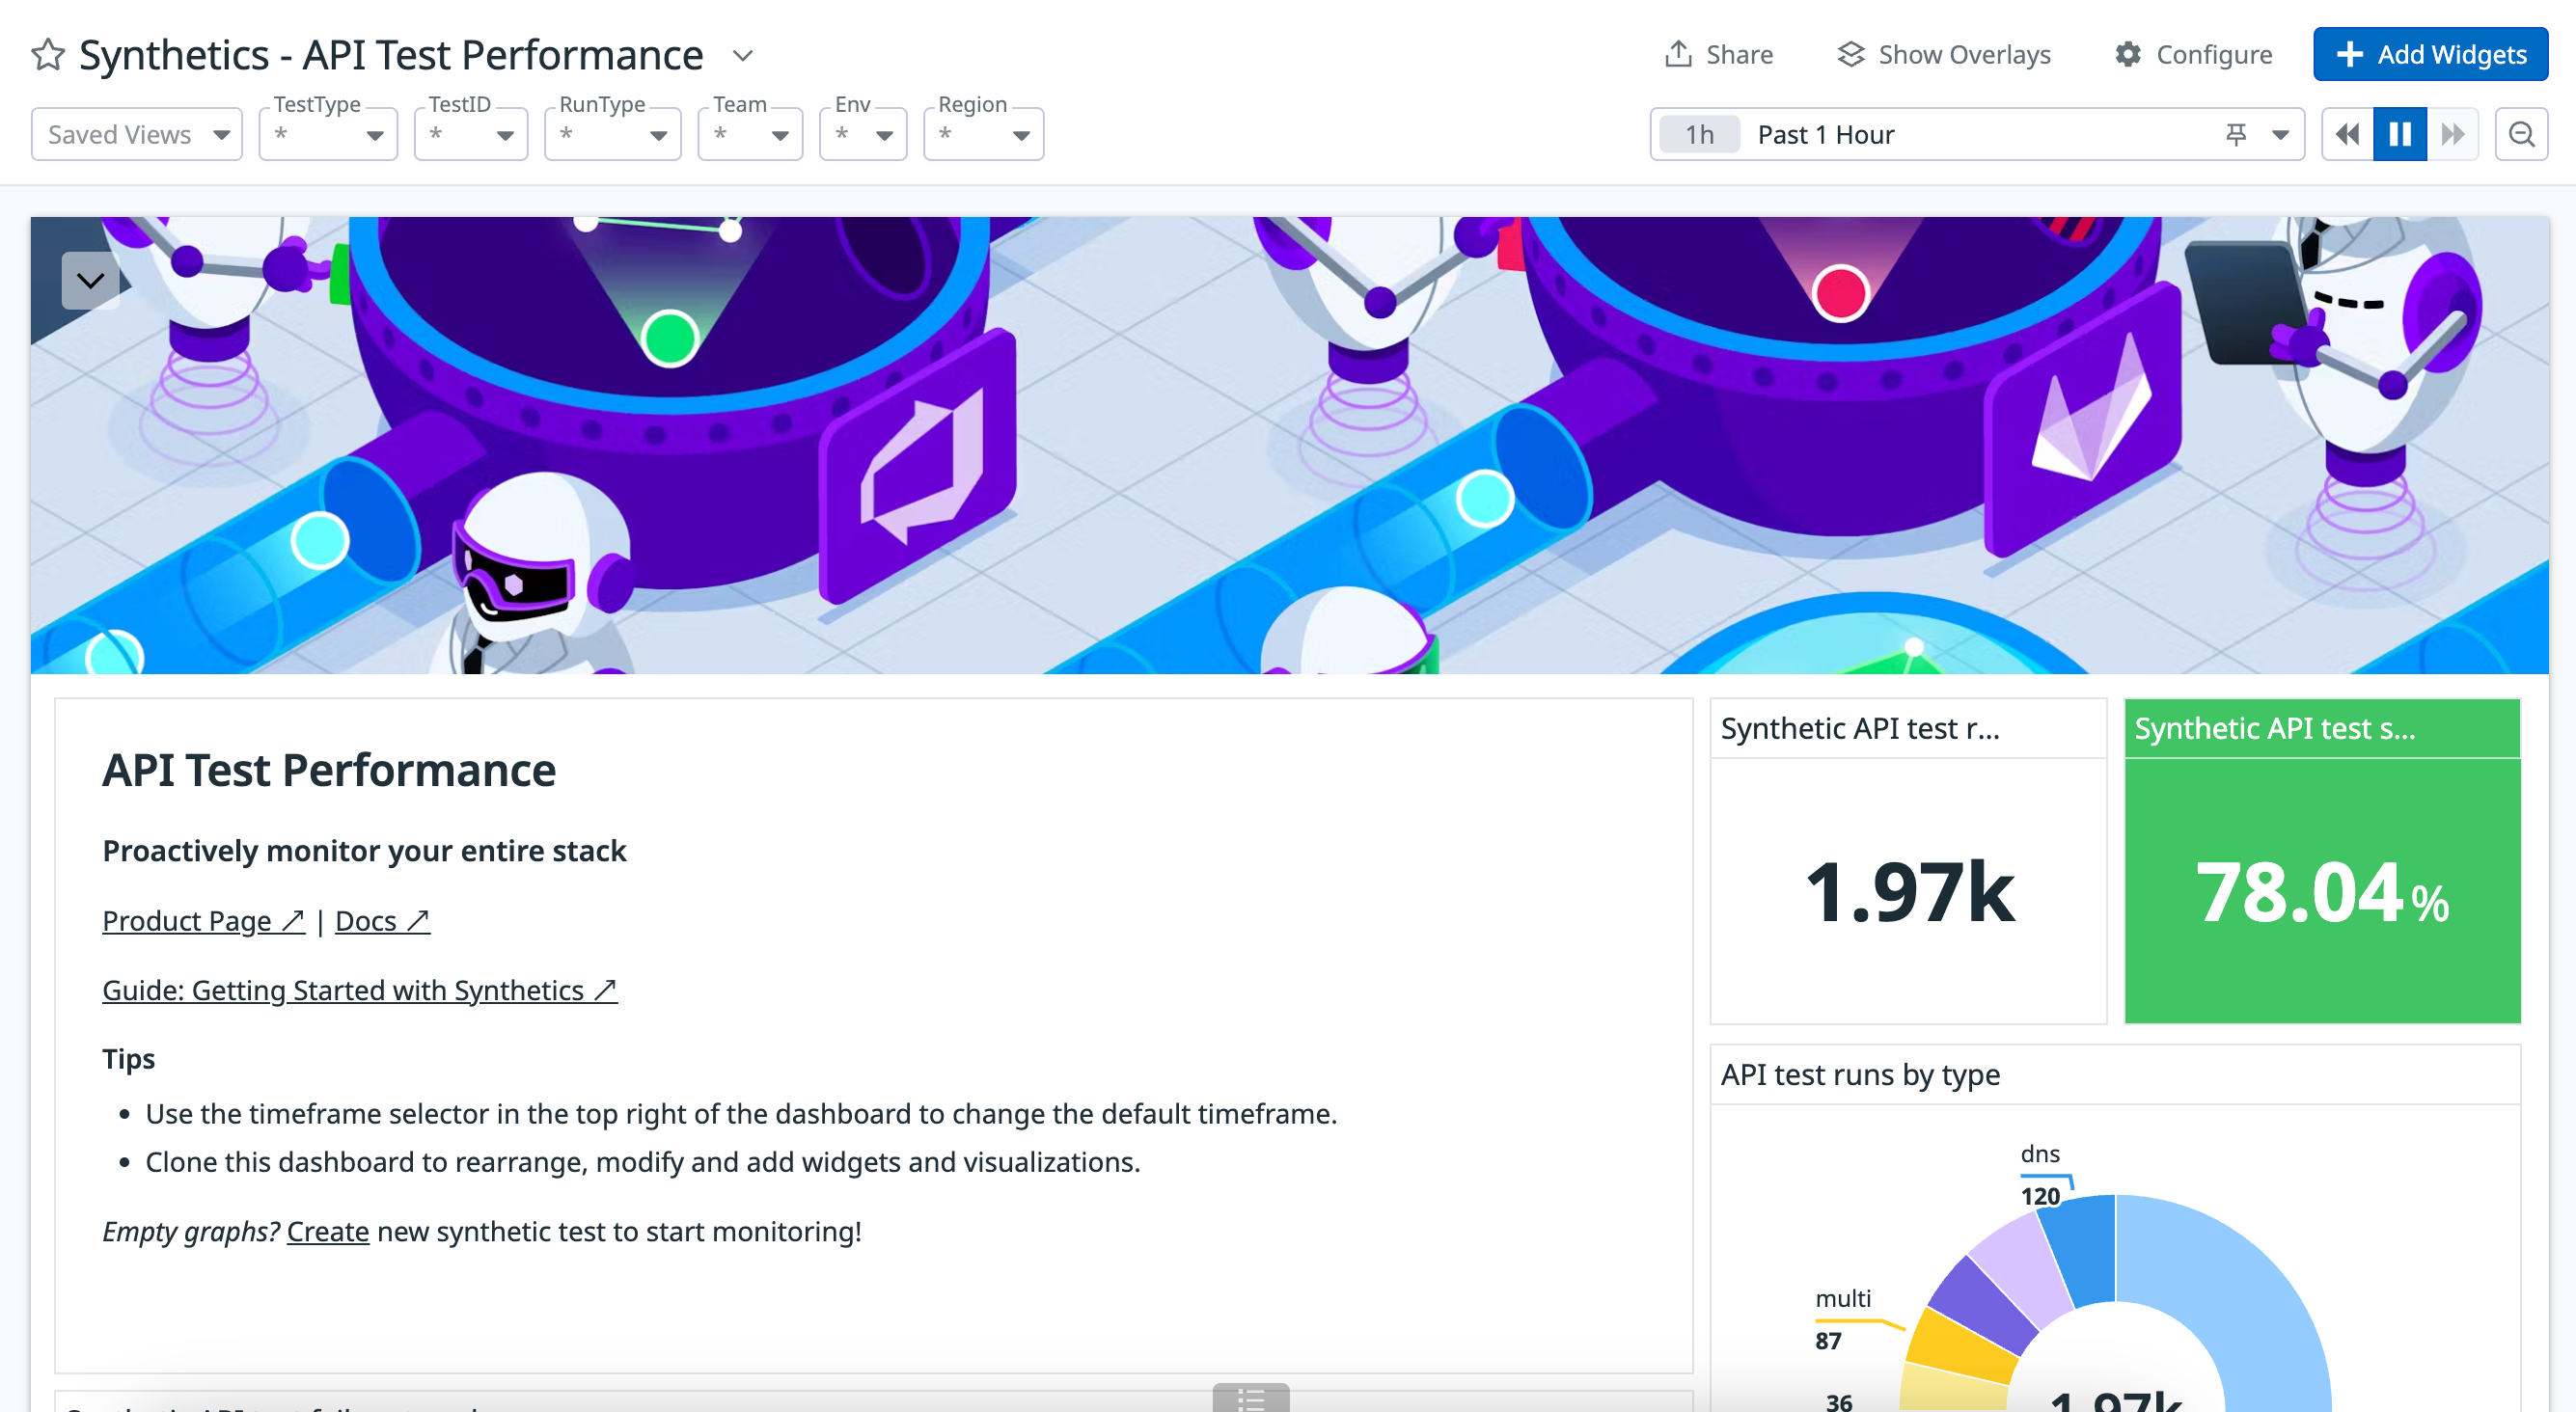 Synthetics - API Test Performance
Share
Show Overlays
Configure
Add Widgets
Saved Views
TestType
*
TestID
*
RunType
*
Team
*
Env
*
Region
*
1h Past 1 Hour
API Test Performance
Proactively monitor your entire stack
Product Page ↗ | Docs ↗
Guide: Getting Started with Synthetics ↗
Tips
• Use the timeframe selector in the top right of the dashboard to change the default timeframe.
• Clone this dashboard to rearrange, modify and add widgets and visualizations.
Empty graphs? Create new synthetic test to start monitoring!
Synthetic API test r...
1.97k
Synthetic API test s...
78.04%
API test runs by type
dns
120
multi
87
36
1.97k